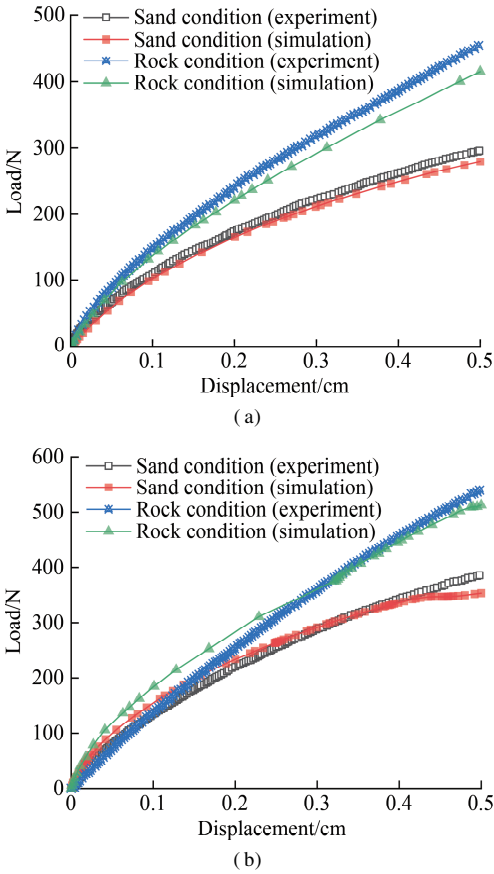 (a)
500
400
300
200
100
0
Load/N
Sand condition (experiment)
Sand condition (simulation)
Rock condition (experiment)
Rock condition (simulation)
0 0.1 0.2 0.3 0.4 0.5
Displacement/cm
(a)
600
500
400
300
200
100
0
Load/N
Sand condition (experiment)
Sand condition (simulation)
Rock condition (experiment)
Rock condition (simulation)
0 0.1 0.2 0.3 0.4 0.5
Displacement/cm
(b)